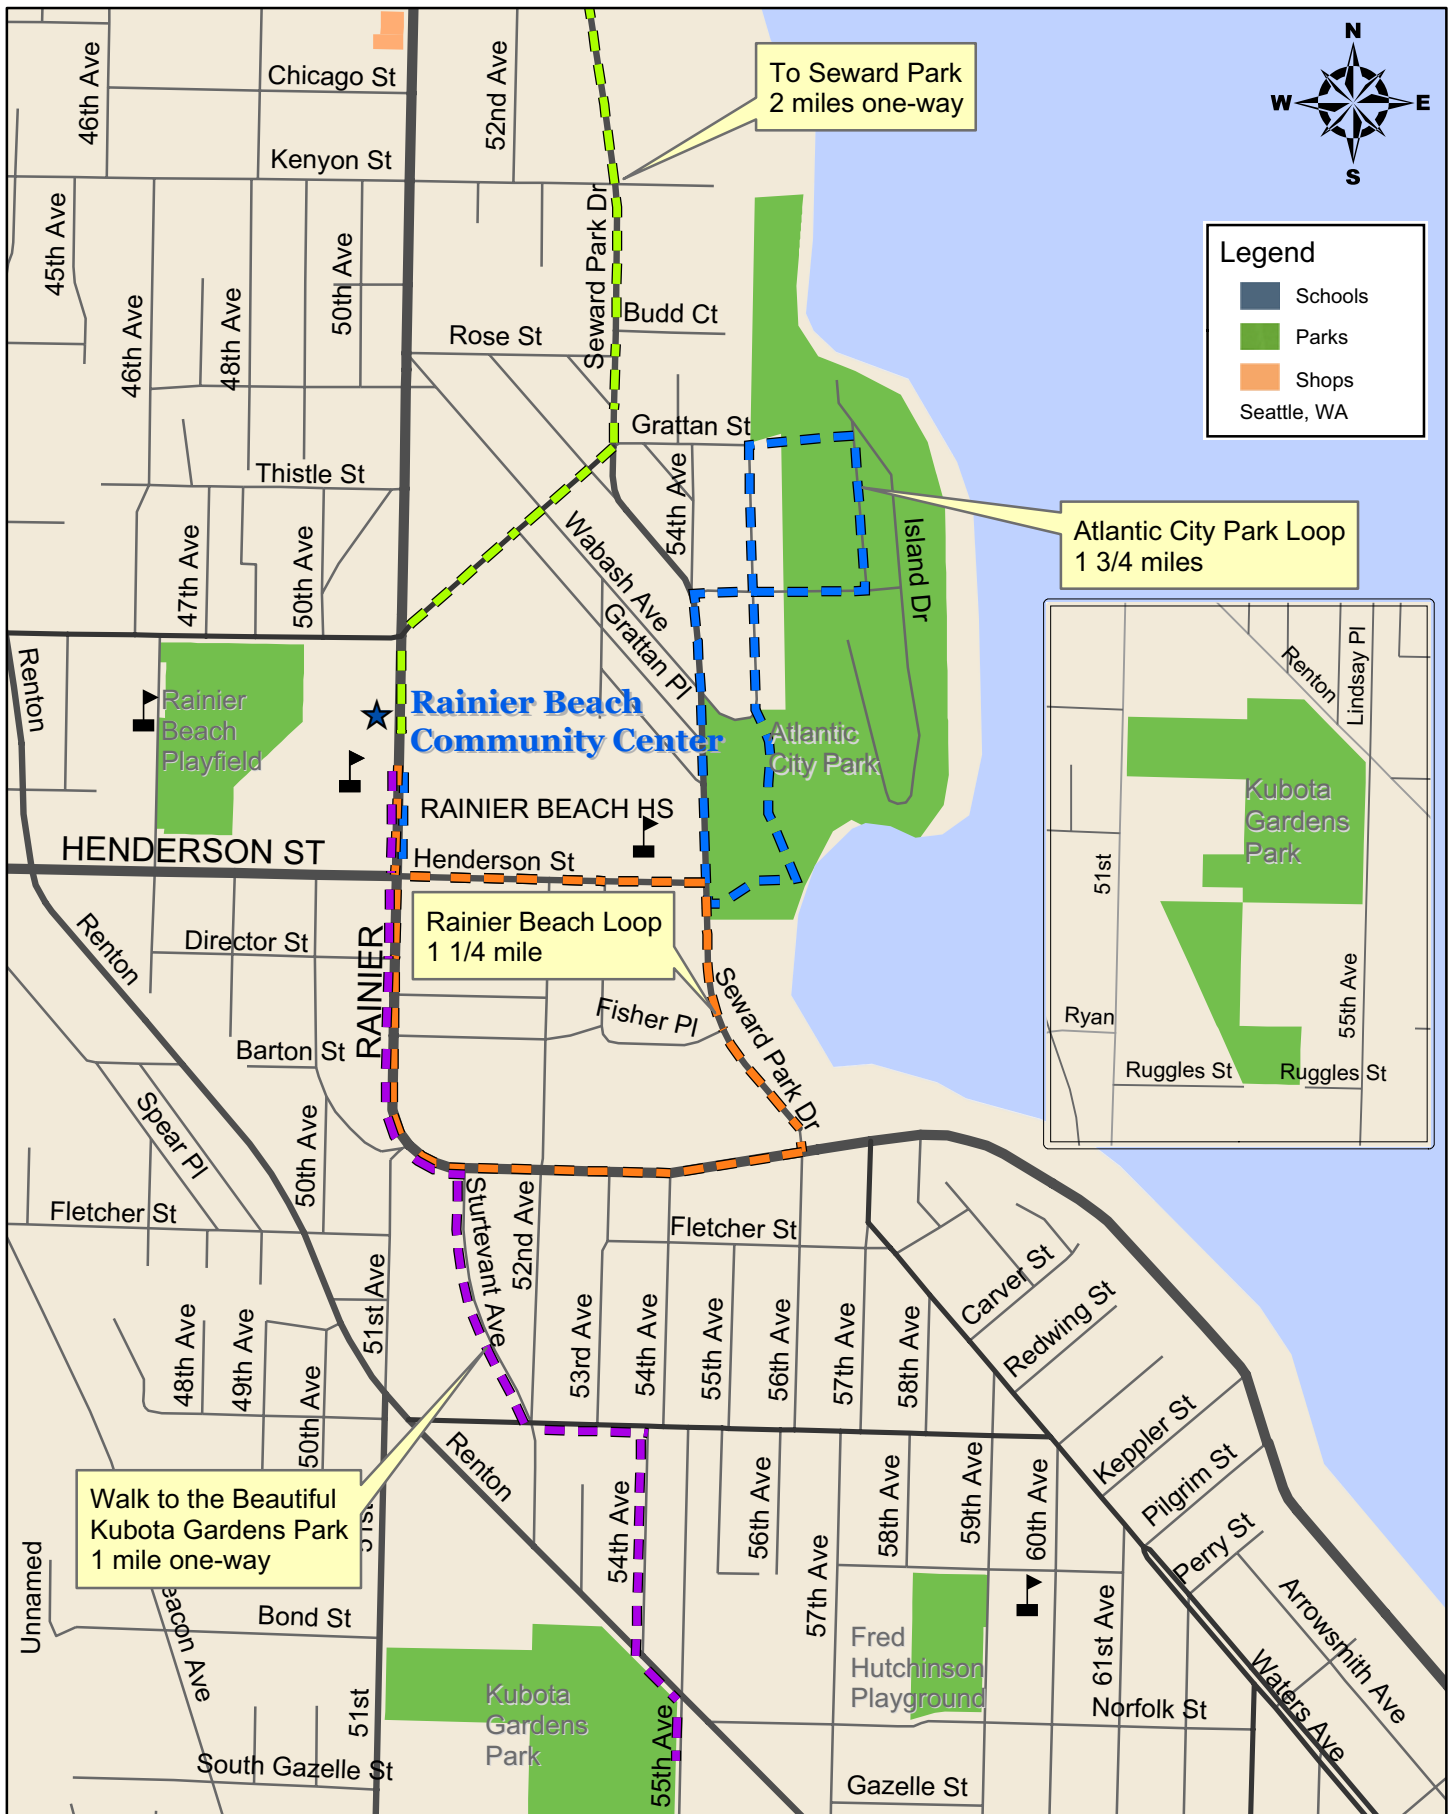 N
W
E
S
To Seward Park
2 miles one-way
Chicago St
46th Ave
52nd Ave
Kenyon St
45th Ave
46th Ave
48th Ave
50th Ave
Seward Park Dr
Budd Ct
Rose St
Legend
Schools
Parks
Shops
Seattle, WA
Grattan St
Thistle St
54th Ave
47th Ave
50th Ave
Wabash Ave
Grattan Pl
Island Dr
Atlantic City Park Loop
1 3/4 miles
Renton
Rainier
Beach
Playfield
Rainier Beach
Community Center
Atlantic
City Park
RAINIER BEACH HS
HENDERSON ST
Henderson St
Renton
Lindsay Pl
Kubota
Gardens
Park
51st
55th Ave
Ryan
Ruggles St
Ruggles St
Rainier Beach Loop
1 1/4 mile
Renton
Director St
RAINIER
Fisher Pl
Seward Park Dr
Barton St
Spear Pl
50th Ave
Fletcher St
Sturtevant Ave
52nd Ave
Fletcher St
51st Ave
48th Ave
49th Ave
50th Ave
53rd Ave
54th Ave
55th Ave
56th Ave
57th Ave
58th Ave
Carver St
Redwing St
Keppler St
Pilgrim St
Perry St
Renton
Walk to the Beautiful
Kubota Gardens Park
1 mile one-way
51st
54th Ave
56th Ave
57th Ave
58th Ave
59th Ave
60th Ave
61st Ave
Unnamed
Bond St
eacon Ave
Arrowsmith Ave
Waters Ave
Fred
Hutchinson
Playground
Norfolk St
Kubota
Gardens
Park
51st
55th Ave
South Gazelle St
Gazelle St